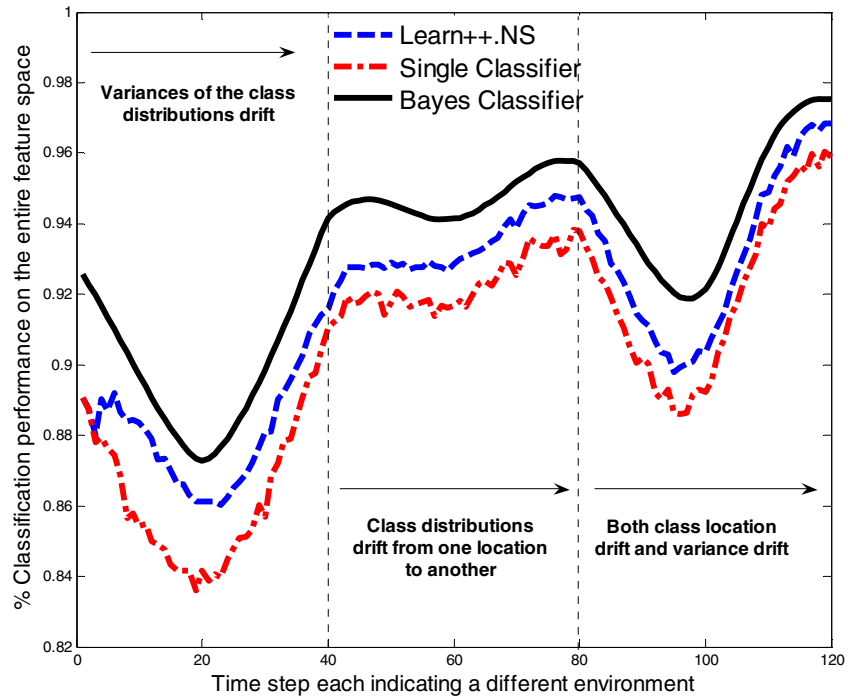 % Classification performance on the entire feature space
1
0.98
0.96
0.94
0.92
0.9
0.88
0.86
0.84
0.82
Learn++.NS
Single Classifier
Bayes Classifier
Variances of the class
distributions drift
Class distributions
drift from one location
to another
Both class location
drift and variance drift
0
20
40
60
80
100
120
Time step each indicating a different environment